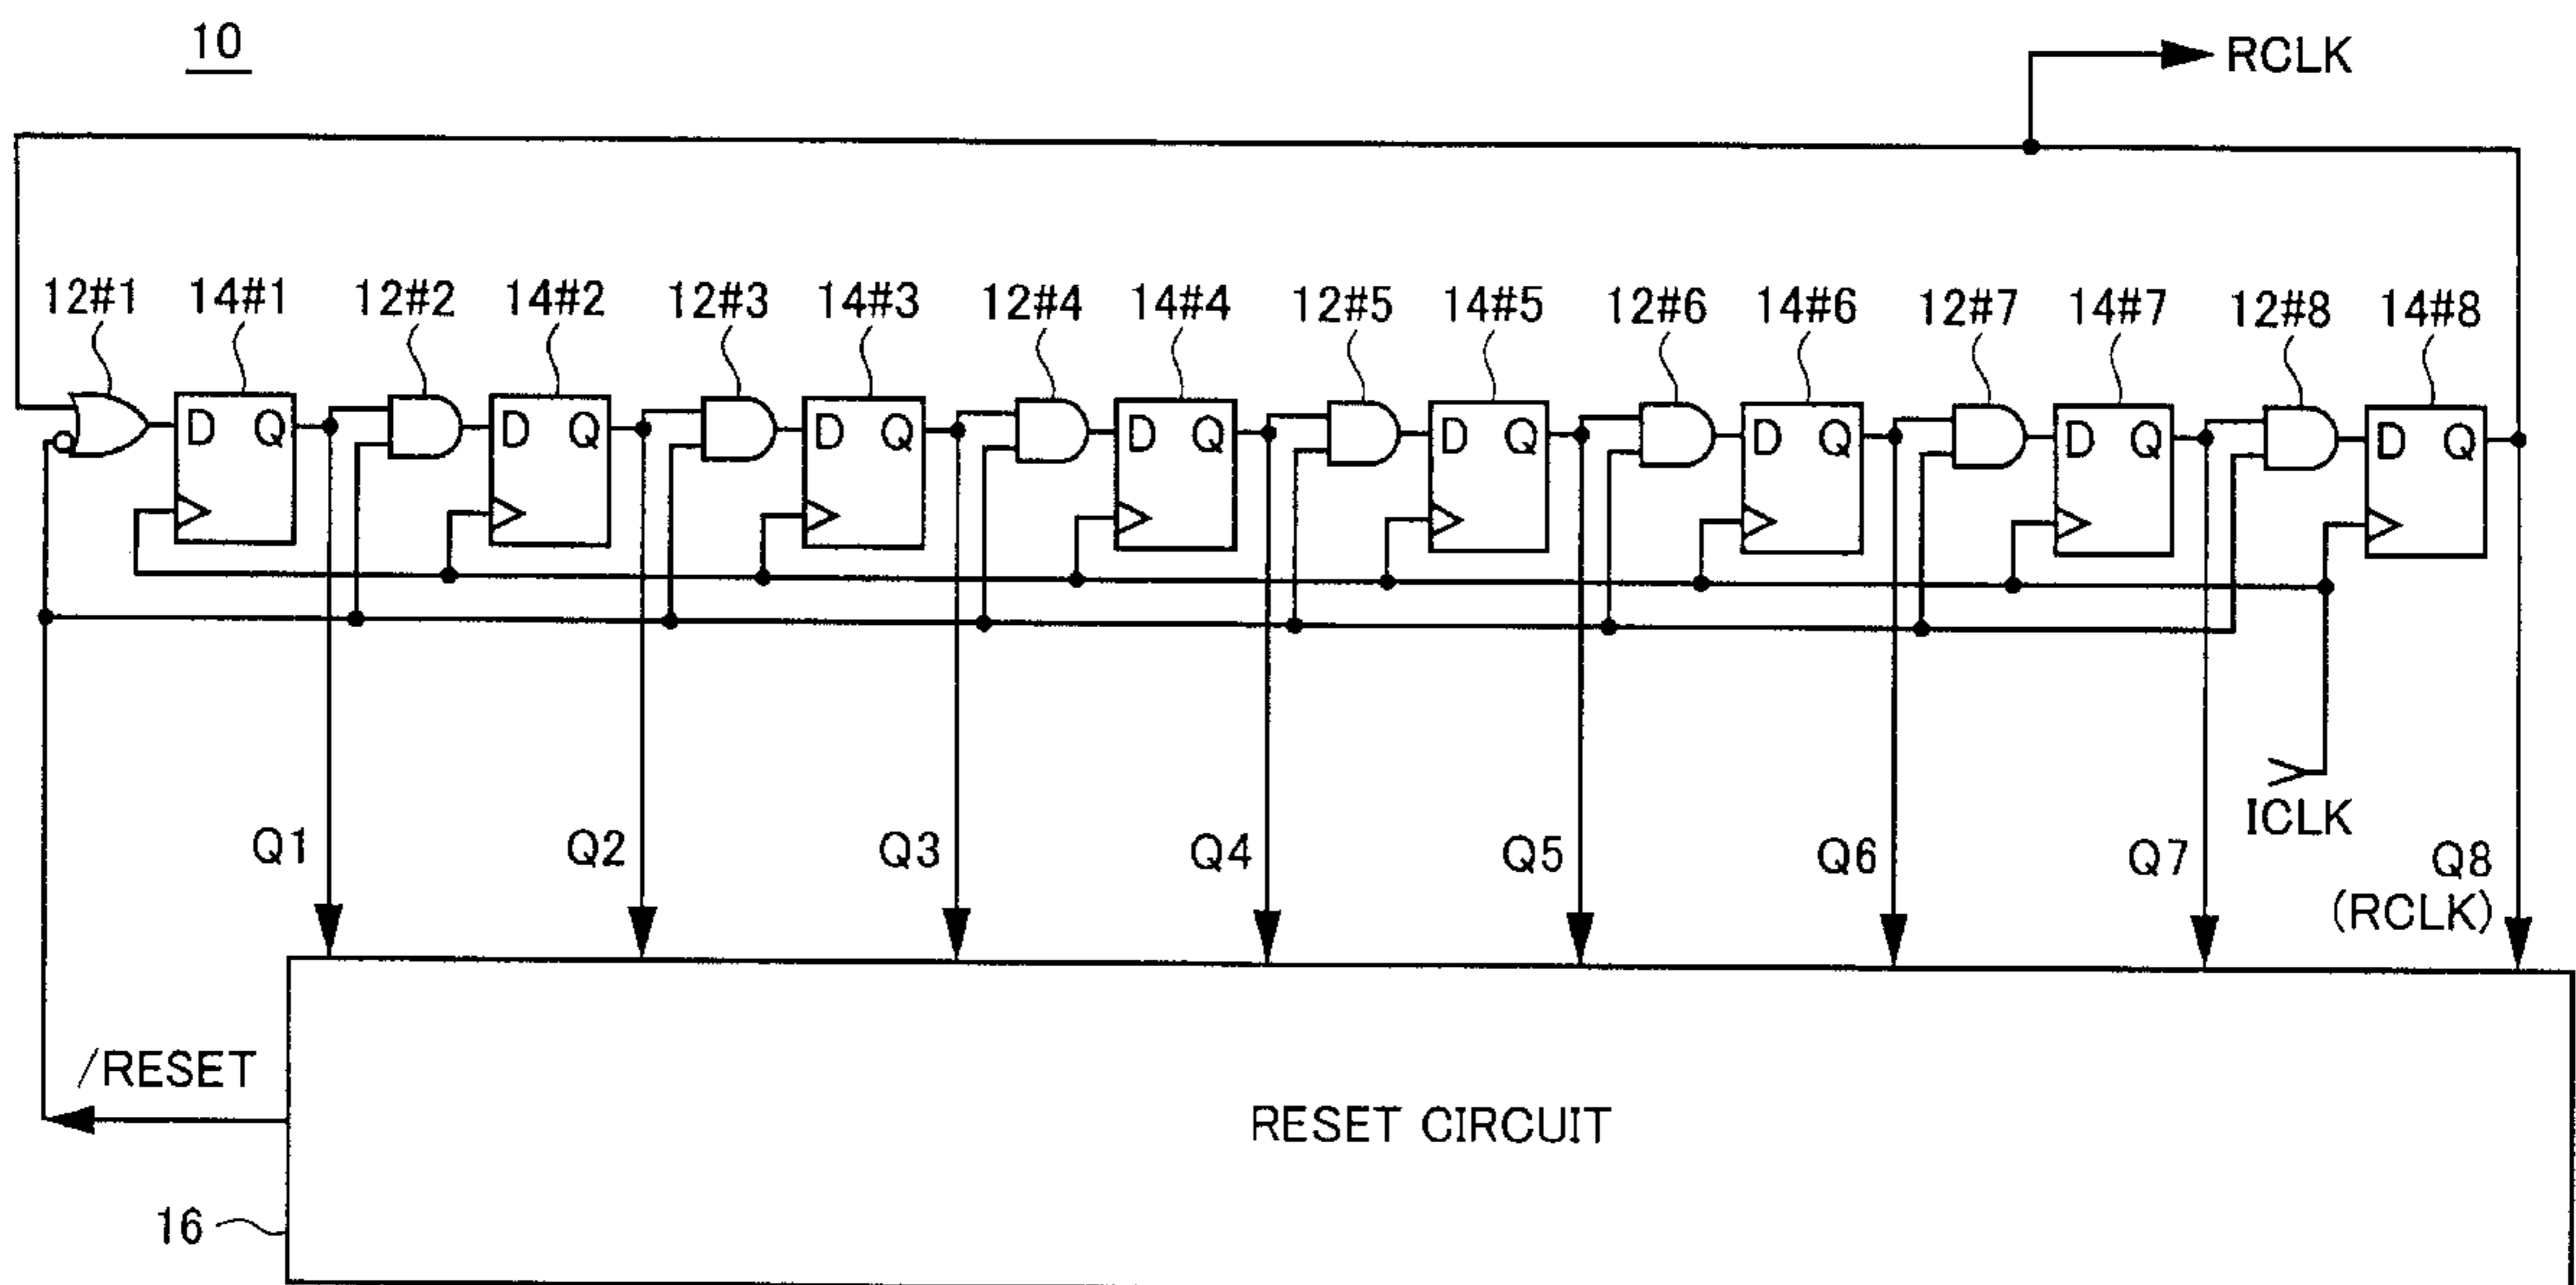 10
RCLK
12#1 14#1 12#2 14#2 12#3 14#3 12#4 14#4 12#5 14#5 12#6 14#6 12#7 14#7 12#8 14#8
D Q D Q D Q D Q D Q D Q D Q D Q
ICLK
Q1 Q2 Q3 Q4 Q5 Q6 Q7 Q8
(RCLK)
/RESET
RESET CIRCUIT
16